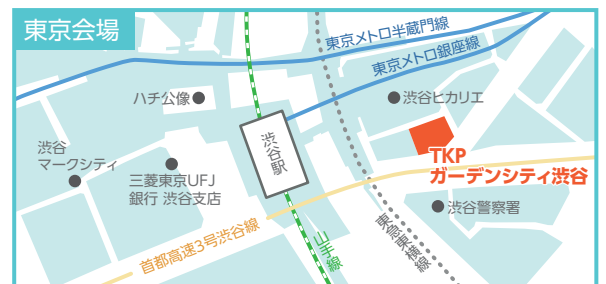 東京会場
東京メトロ半蔵門線
東京メトロ銀座線
ハチ公像
渋谷ヒカリエ
渋谷駅
渋谷
マークシティ
三菱東京UFJ
銀行 渋谷支店
TKP
ガーデンシティ渋谷
渋谷警察署
首都高速3号渋谷線
山手線
東急東横線